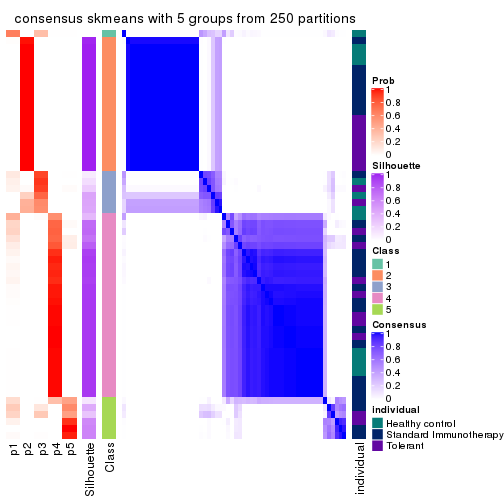 consensus skmeans with 5 groups from 250 partitions
Prob
1
0.8
0.6
0.4
0.2
0
Silhouette
1
0.8
0.6
0.4
0.2
0
Class
1
2
3
4
5
Consensus
1
0.8
0.6
0.4
0.2
0
individual
Healthy control
Standard Immunotherapy
Tolerant
p1
p2
p3
p4
p5
Silhouette
Class
individual